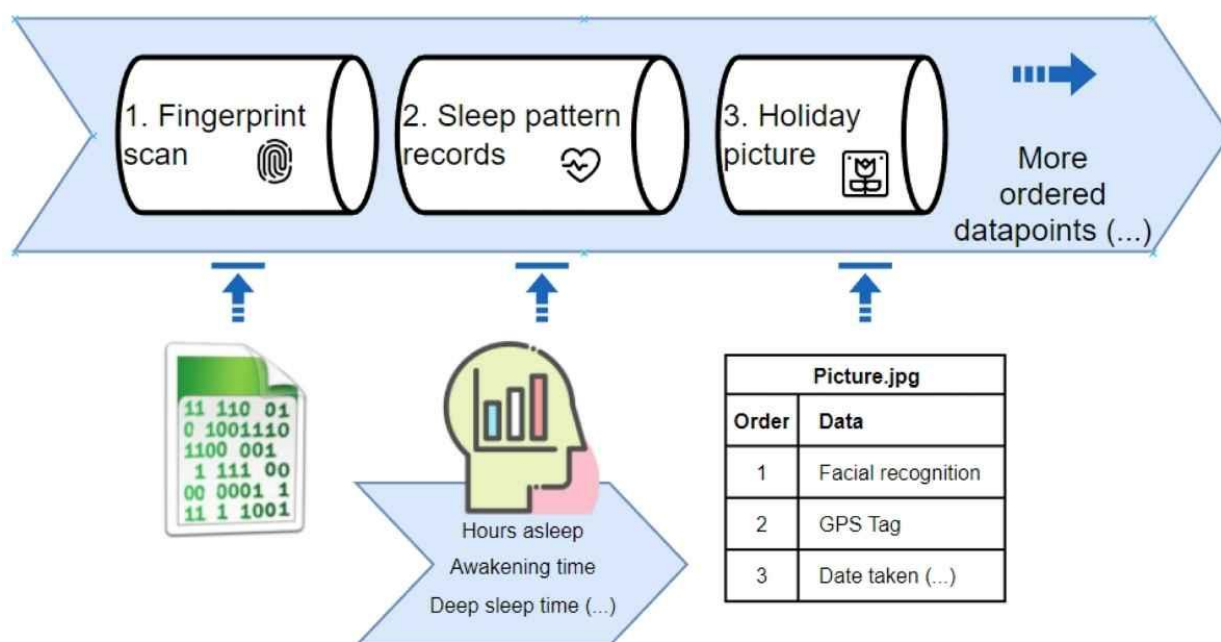 1. Fingerprint
scan
2. Sleep pattern
records
3. Holiday
picture
More
ordered
datapoints (...)
11 110 01
0 1001110
1100 001
1 111 00
00 0001 1
11 1 1001
Hours asleep
Awakening time
Deep sleep time (...)
Picture.jpg
Order Data
1 Facial recognition
2 GPS Tag
3 Date taken (...)